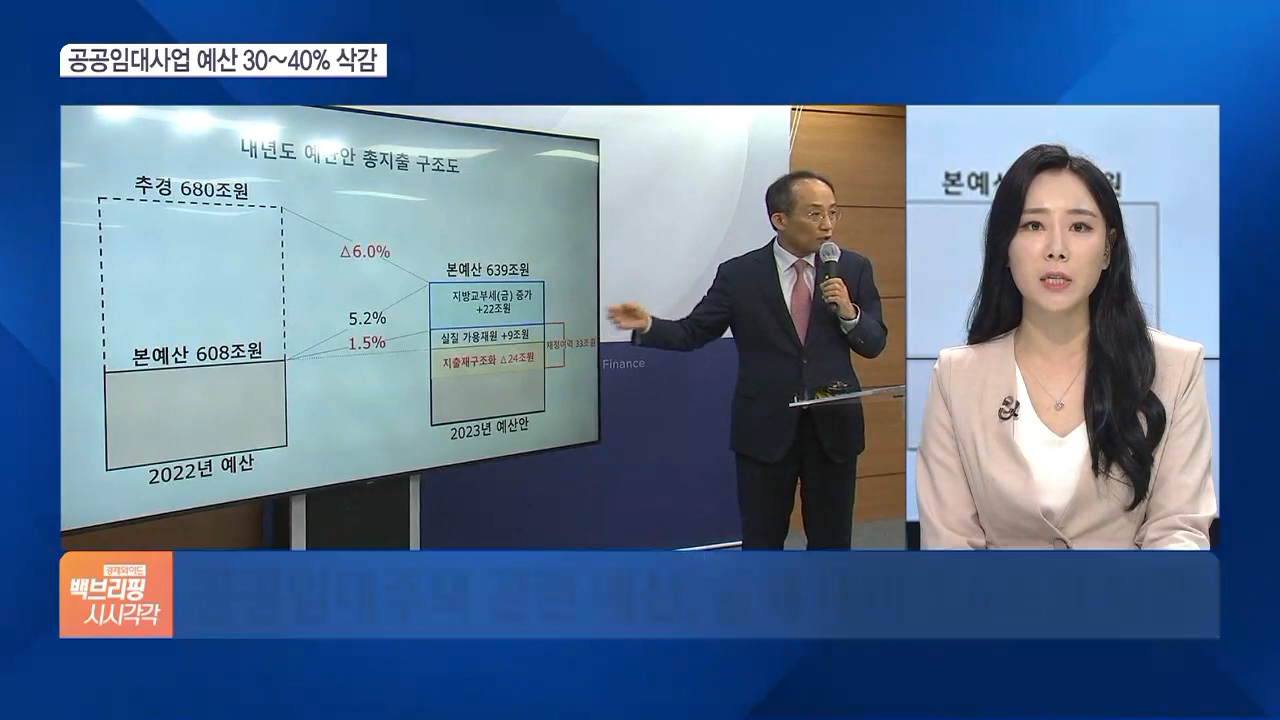 공공임대사업 예산 30~40% 삭감
내년도 예산안 총지출 구조도
추경 680조원
△6.0%
본예산 639조원
지방교부세(금) 증가
+22조원
5.2%
실질 가용재원 +9조원
1.5%
재정여력 33조원
본예산 608조원
지출재구조화 △24조원
2023년 예산안
2022년 예산
Finance
경제와이드
백브리핑
시시각각